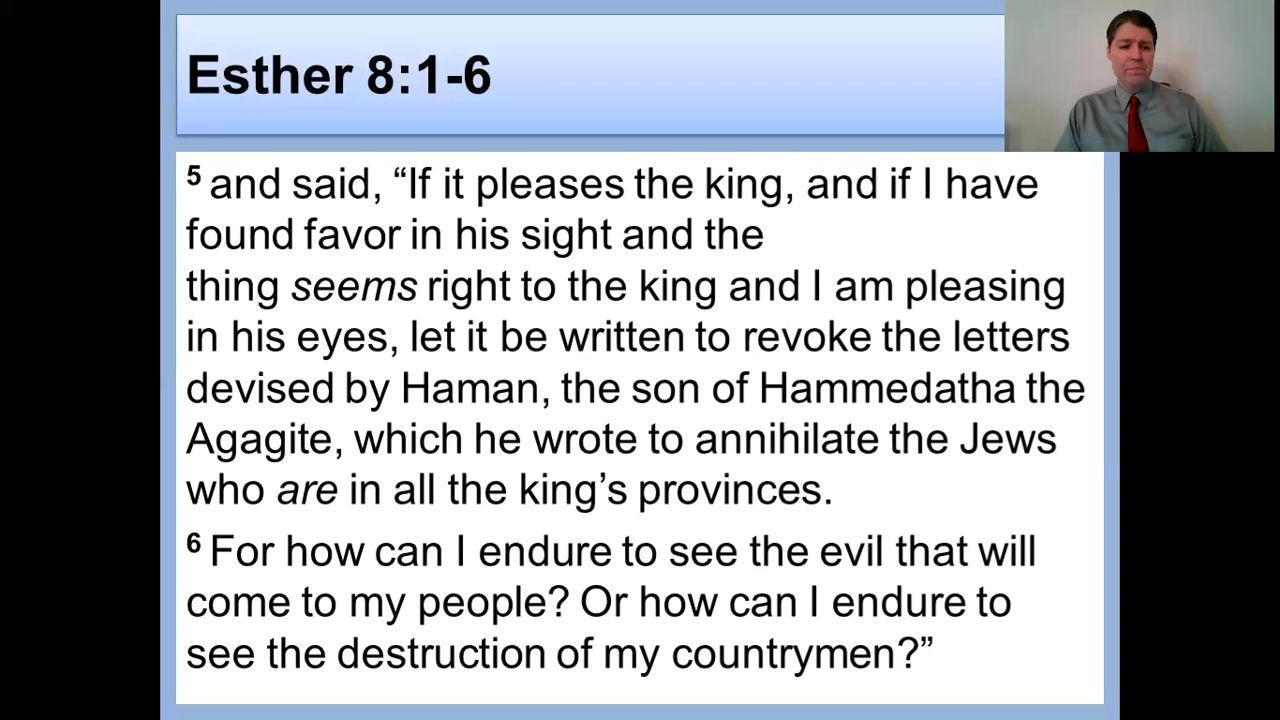 Esther 8:1-6
5 and said, “If it pleases the king, and if I have
found favor in his sight and the
thing seems right to the king and I am pleasing
in his eyes, let it be written to revoke the letters
devised by Haman, the son of Hammedatha the
Agagite, which he wrote to annihilate the Jews
who are in all the king’s provinces.
6 For how can I endure to see the evil that will
come to my people? Or how can I endure to
see the destruction of my countrymen?”